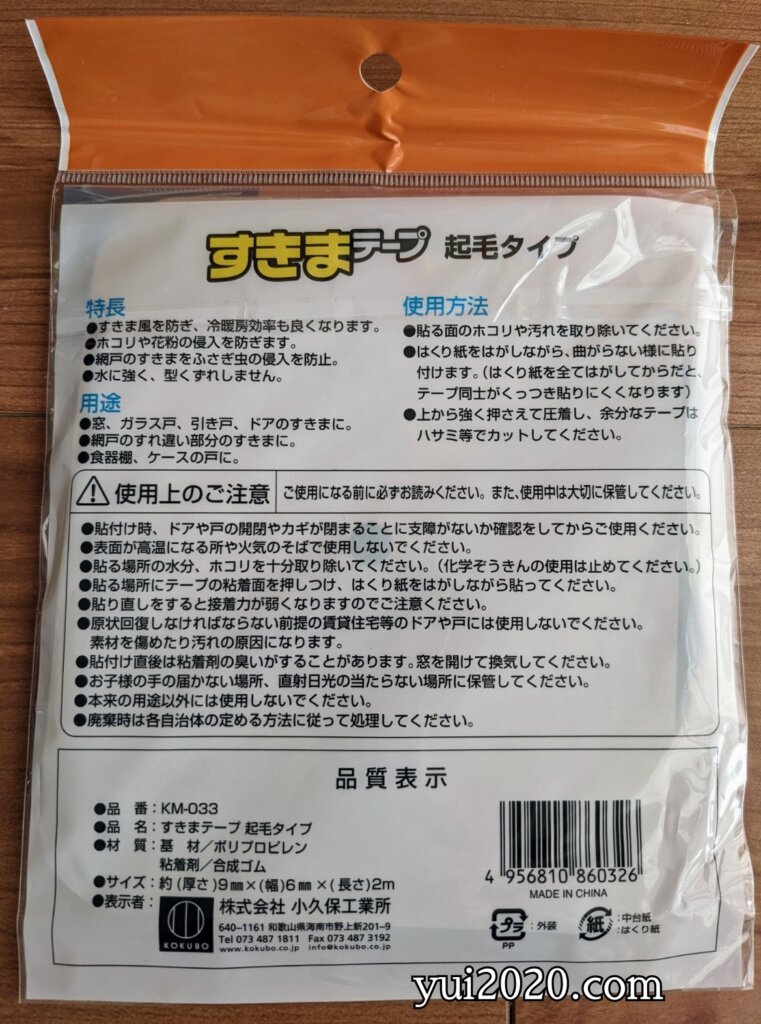 すきまテープ 起毛タイプ
特長
●すきま風を防ぎ、冷暖房効率も良くなります。
●ホコリや花粉の侵入を防ぎます。
●網戸のすきまをふさぎ虫の侵入を防止。
●水に強く、型くずれしません。
用途
●窓、ガラス戸、引き戸、ドアのすきまに。
●網戸のすれ違い部分のすきまに。
●食器棚、ケースの戸に。
使用方法
●貼る面のホコリや汚れを取り除いてください。
●はくり紙をはがしながら、曲がらない様に貼り
付けます。(はくり紙を全てはがしてからだと、
テープ同士がくっつき貼りにくくなります)
●上から強く押さえて圧着し、余分なテープは
ハサミ等でカットしてください。
使用上のご注意 ご使用になる前に必ずお読みください。また、使用中は大切に保管してください。
●貼付け時、ドアや戸の開閉やカギが閉まることに支障がないか確認をしてからご使用ください。
●表面が高温になる所や火気のそばで使用しないでください。
●貼る場所の水分、ホコリを十分取り除いてください。(化学ぞうきんの使用は止めてください。)
●貼る場所にテープの粘着面を押しつけ、はくり紙をはがしながら貼ってください。
●貼り直しをすると接着力が弱くなりますのでご注意ください。
●原状回復しなければならない前提の賃貸住宅等のドアや戸には使用しないでください。
素材を傷めたり汚れの原因になります。
●貼付け直後は粘着剤の臭いがすることがあります。窓を開けて換気してください。
●お子様の手の届かない場所、直射日光の当たらない場所に保管してください。
●本来の用途以外には使用しないでください。
●廃棄時は各自治体の定める方法に従って処理してください。
品質表示
●品 番：KM-033
●品 名：すきまテープ 起毛タイプ
●材 質：基 材／ポリプロピレン
粘着剤／合成ゴム
●サイズ：約(厚さ)9㎜×(幅)6㎜×(長さ)2m
●表示者：
KOKUBO
株式会社 小久保工業所
640-1161 和歌山県海南市野上新201-9
Tel 073 487 1811 Fax 073 487 3192
www.kokubo.co.jp info@kokubo.co.jp
4 956810 860326
MADE IN CHINA
プラ：外装
PP
紙：中台紙
：はくり紙
yui2020.com